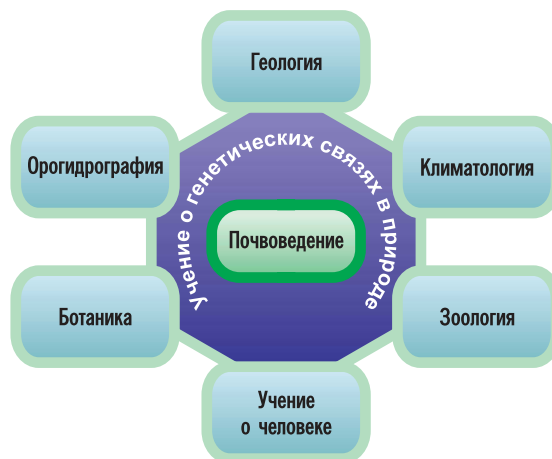 Геология
Орогидрография
Климатология
Учение о генетических связях в природе
Почвоведение
Ботаника
Зоология
Учение
о человеке